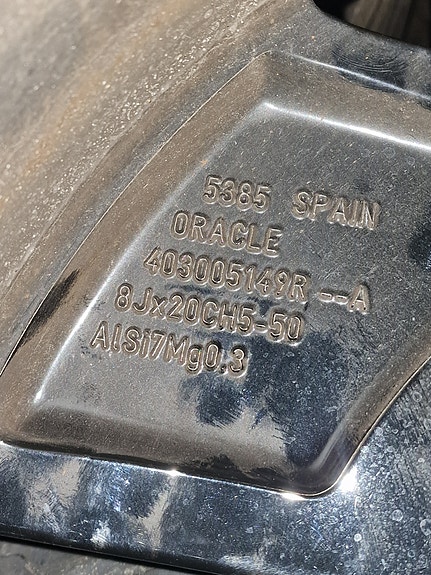 5385 SPAIN
ORACLE
403005149R --A
8Jx20CH5-50
AlSi7Mg0.3